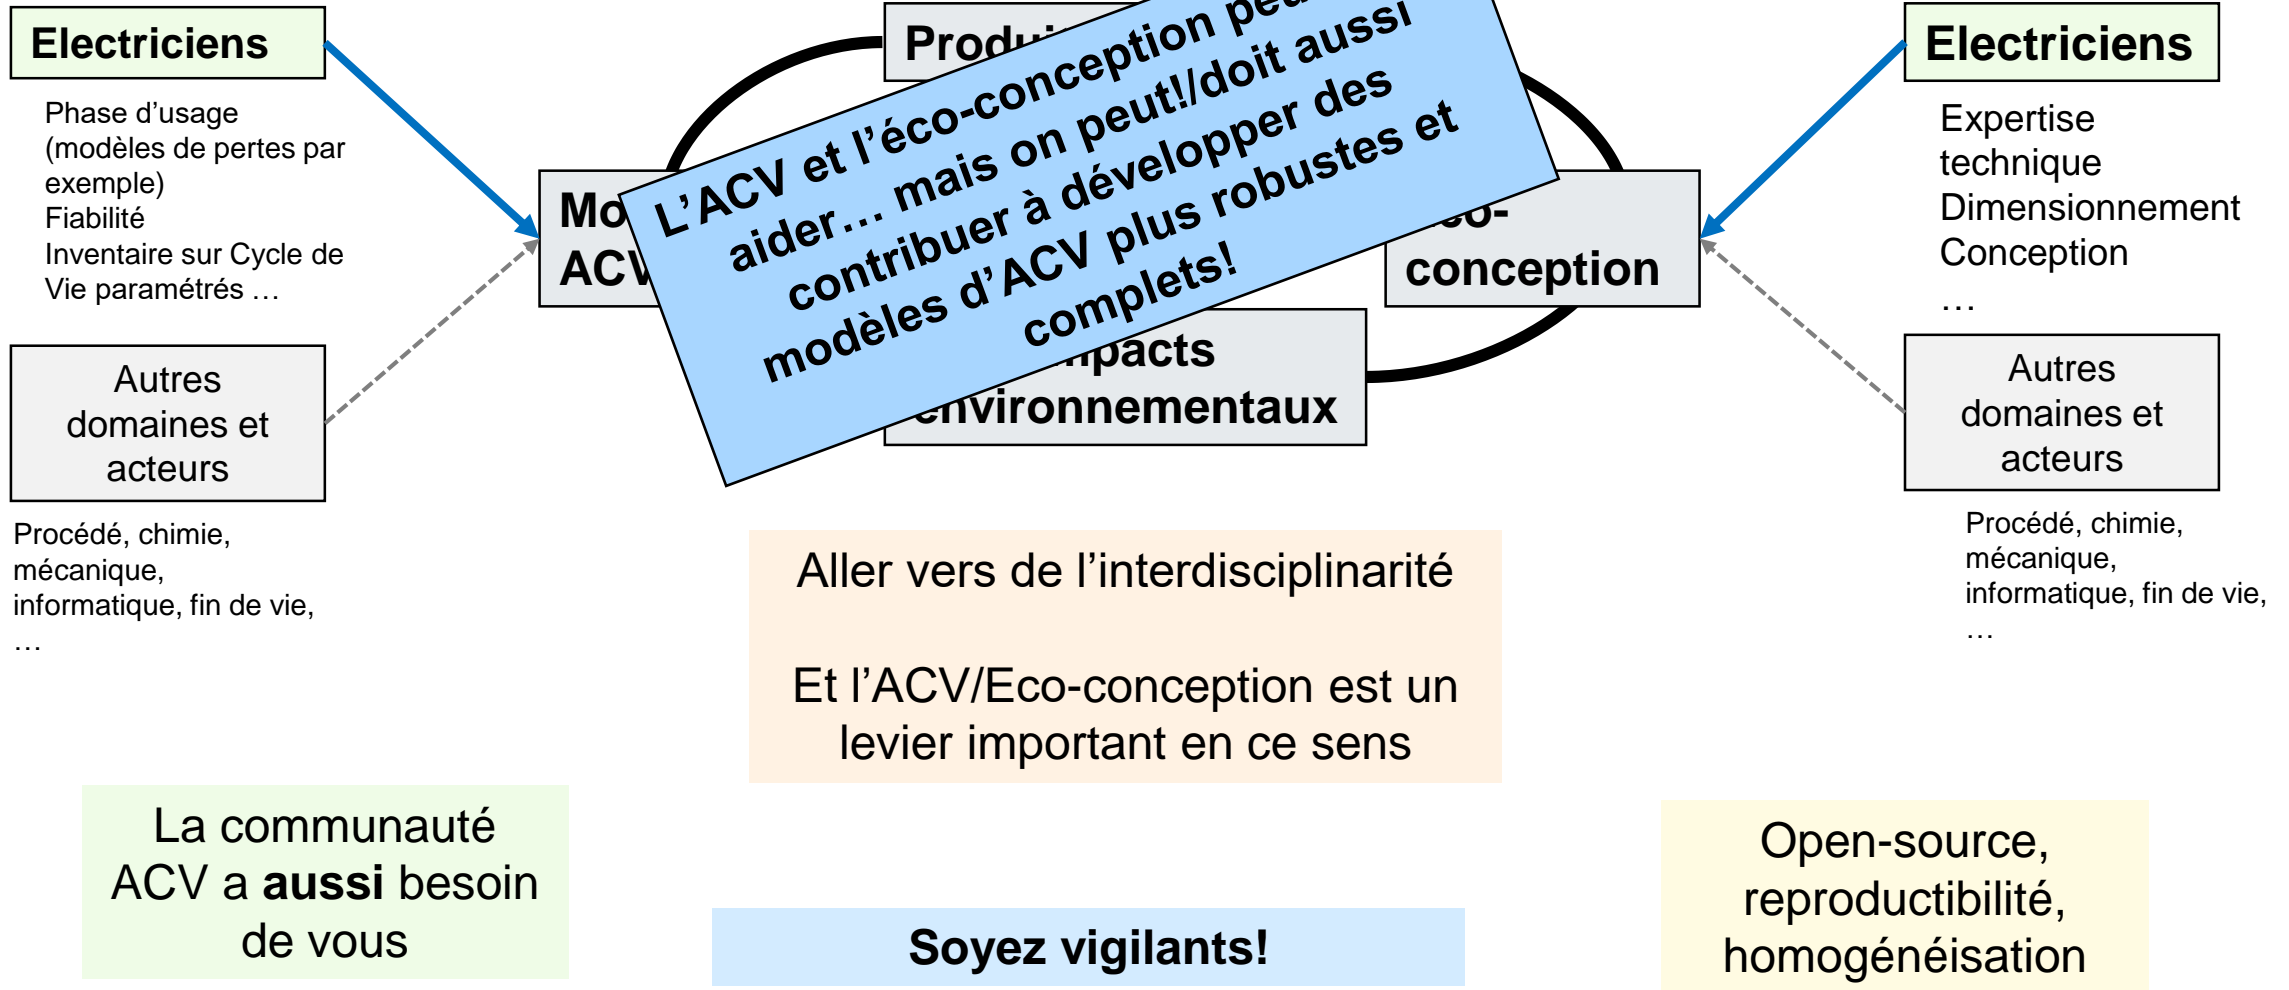 Electriciens
Phase d’usage
(modèles de pertes par
exemple)
Fiabilité
Inventaire sur Cycle de
Vie paramétrés …
Autres
domaines et
acteurs
Procédé, chimie,
mécanique,
informatique, fin de vie,
…
L’ACV et l’éco-conception
aider… mais on peut!/doit aussi
contribuer à développer des
modèles d’ACV plus robustes et
complets!
conception
environnementaux
Electriciens
Expertise
technique
Dimensionnement
Conception
…
Autres
domaines et
acteurs
Procédé, chimie,
mécanique,
informatique, fin de vie,
…
Aller vers de l’interdisciplinarité
Et l’ACV/Eco-conception est un
levier important en ce sens
La communauté
ACV a aussi besoin
de vous
Soyez vigilants!
Open-source,
reproductibilité,
homogénéisation